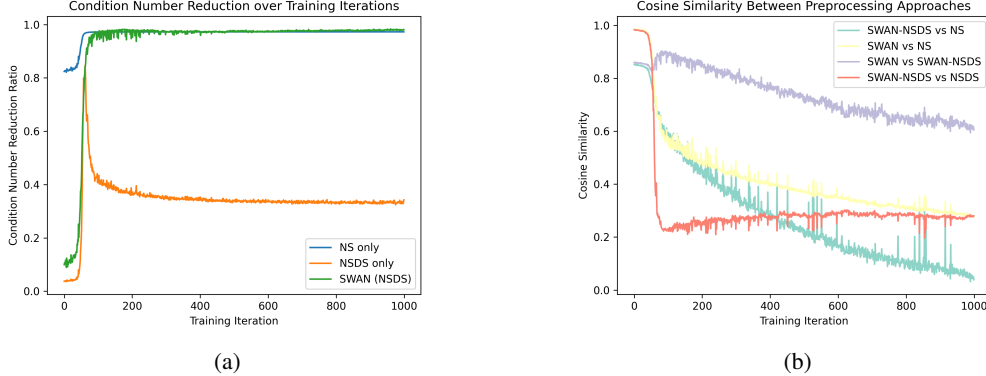 Condition Number Reduction over Training Iterations
Condition Number Reduction Ratio
1.0
0.8
0.6
0.4
0.2
0.0
NS only
NSDS only
SWAN (NSDS)
0
200
400
600
800
1000
Training Iteration
(a)
Cosine Similarity Between Preprocessing Approaches
Cosine Similarity
1.0
0.8
0.6
0.4
0.2
0.0
SWAN-NSDS vs NS
SWAN vs NS
SWAN vs SWAN-NSDS
SWAN-NSDS vs NSDS
0
200
400
600
800
1000
Training Iteration
(b)